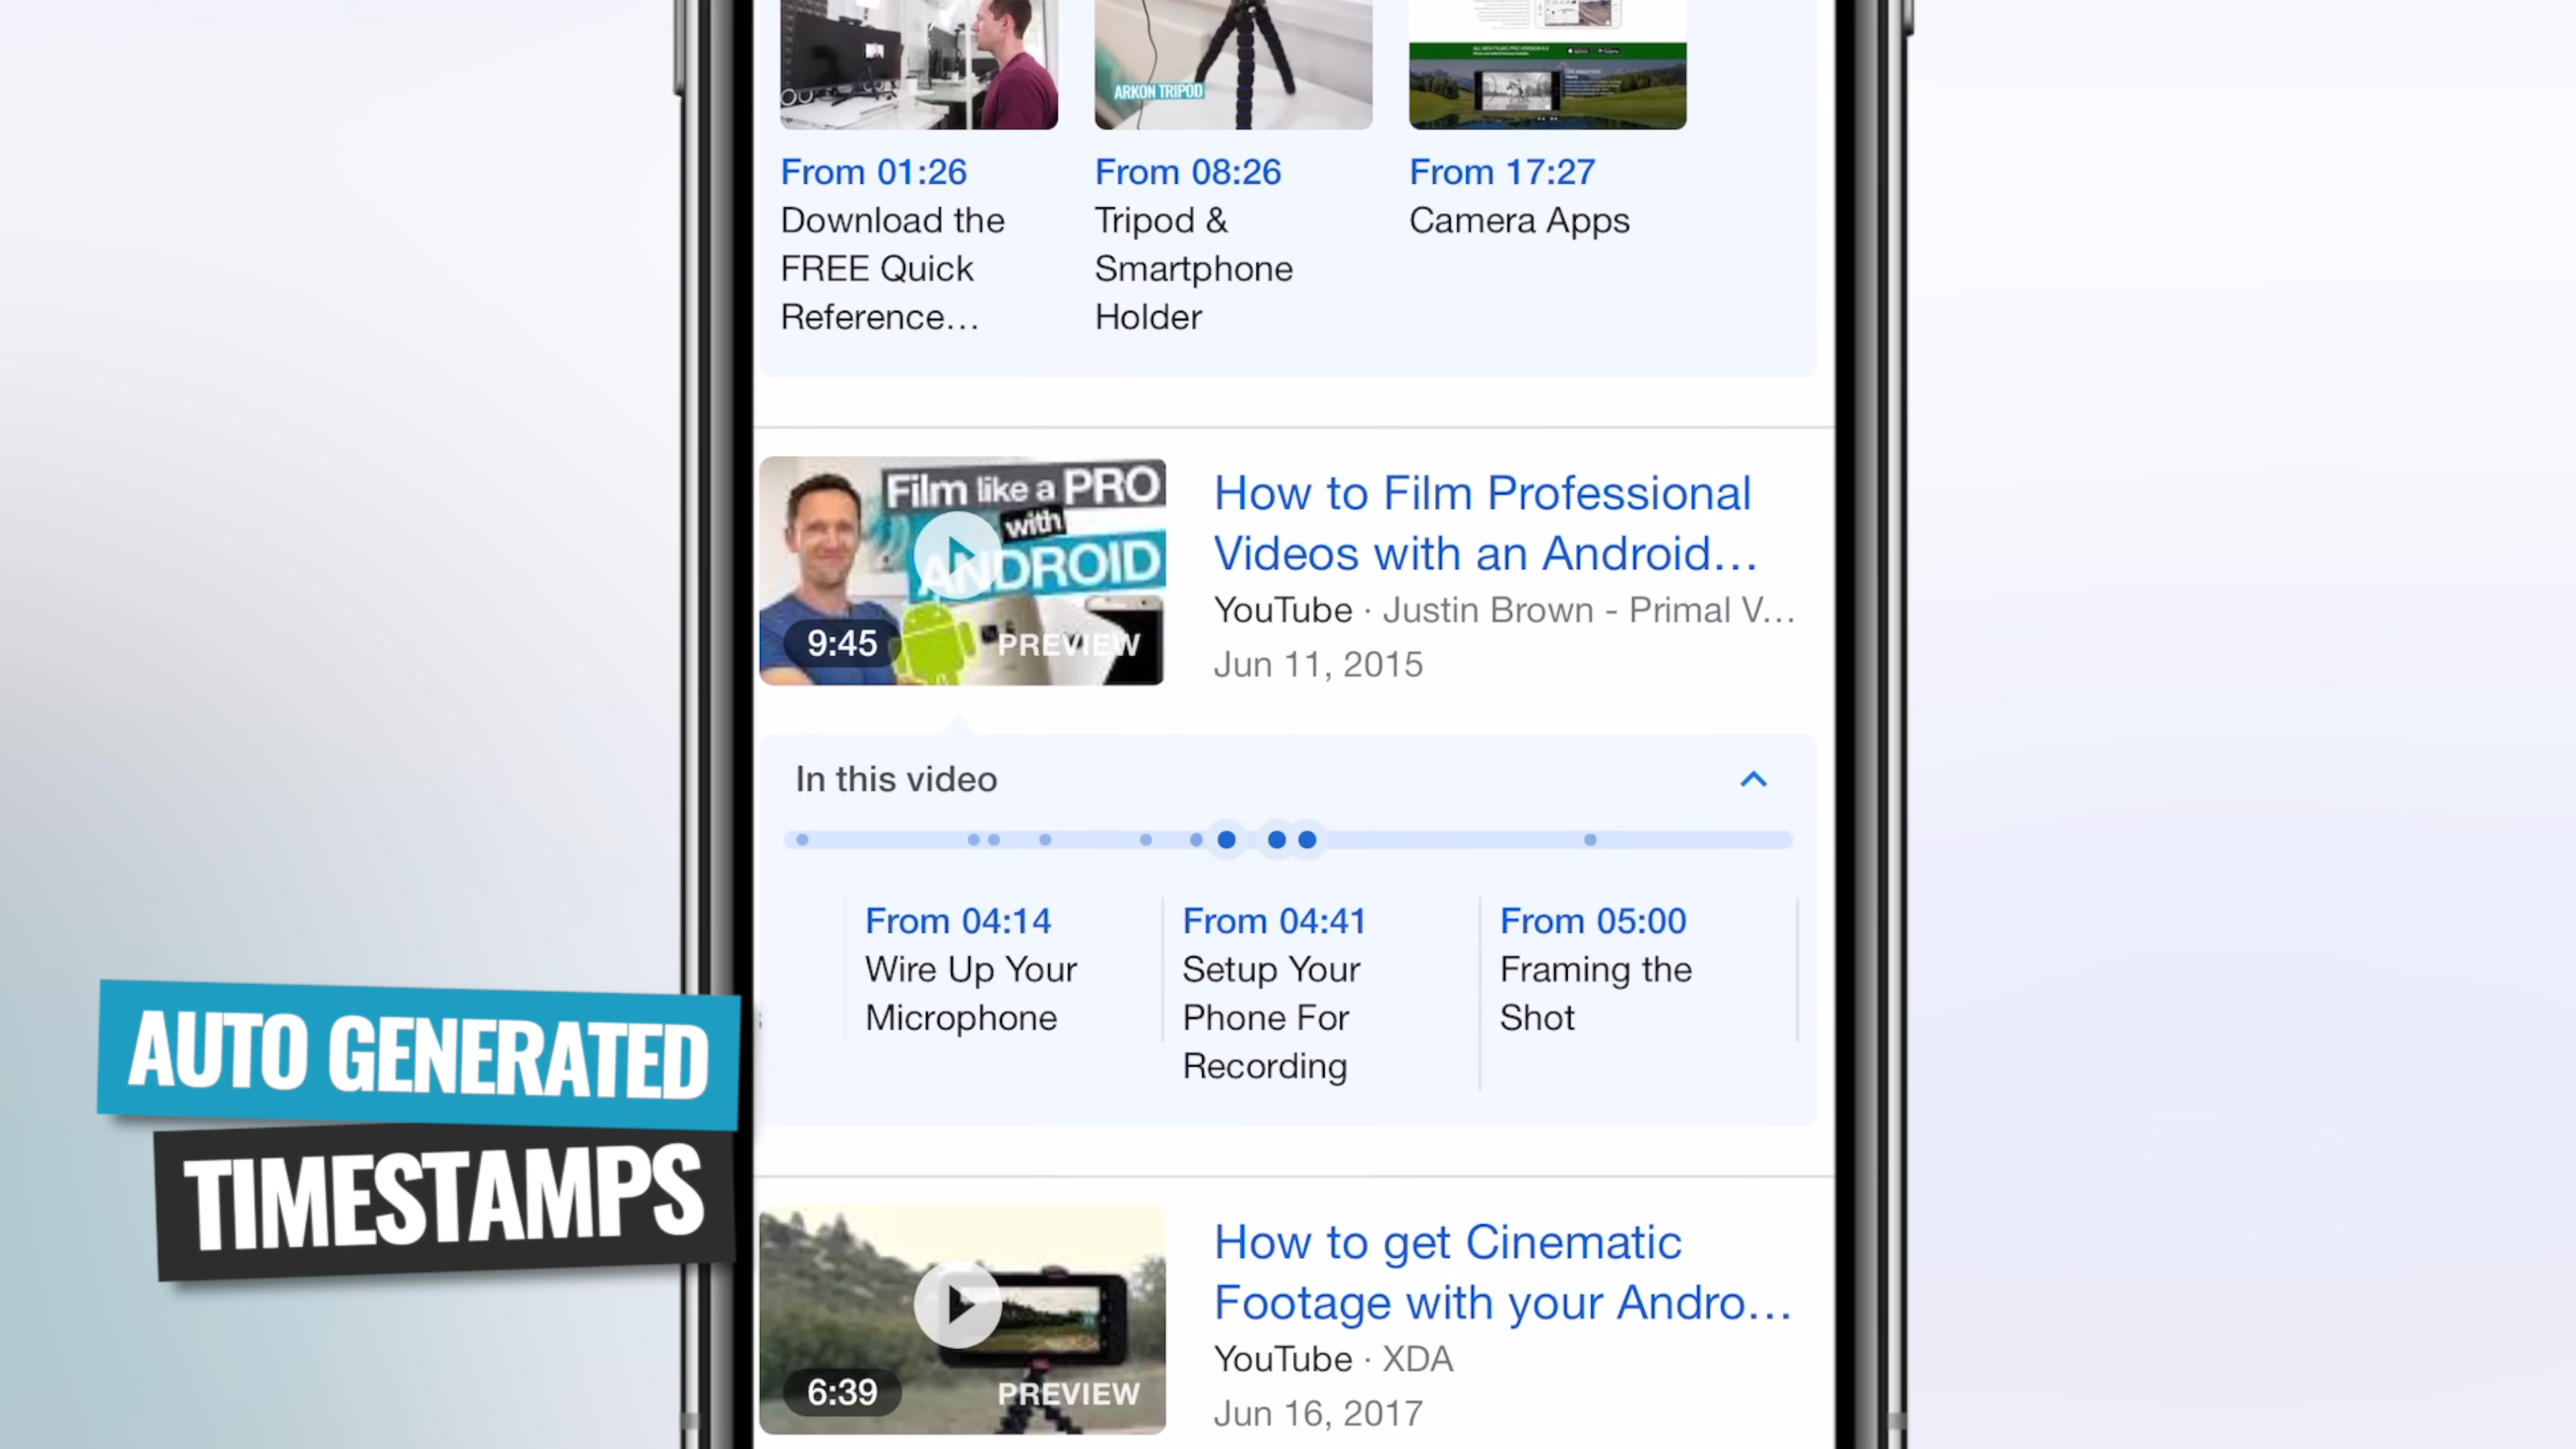 ARKON TRIPOD
From 01:26
Download the
FREE Quick
Reference...
From 08:26
Tripod &
Smartphone
Holder
From 17:27
Camera Apps
Film like a PRO
with
ANDROID
9:45
PREVIEW
How to Film Professional
Videos with an Android...
YouTube · Justin Brown - Primal V...
Jun 11, 2015
In this video
From 04:14
Wire Up Your
Microphone
From 04:41
Setup Your
Phone For
Recording
From 05:00
Framing the
Shot
AUTO GENERATED
TIMESTAMPS
6:39
PREVIEW
How to get Cinematic
Footage with your Andro...
YouTube · XDA
Jun 16, 2017